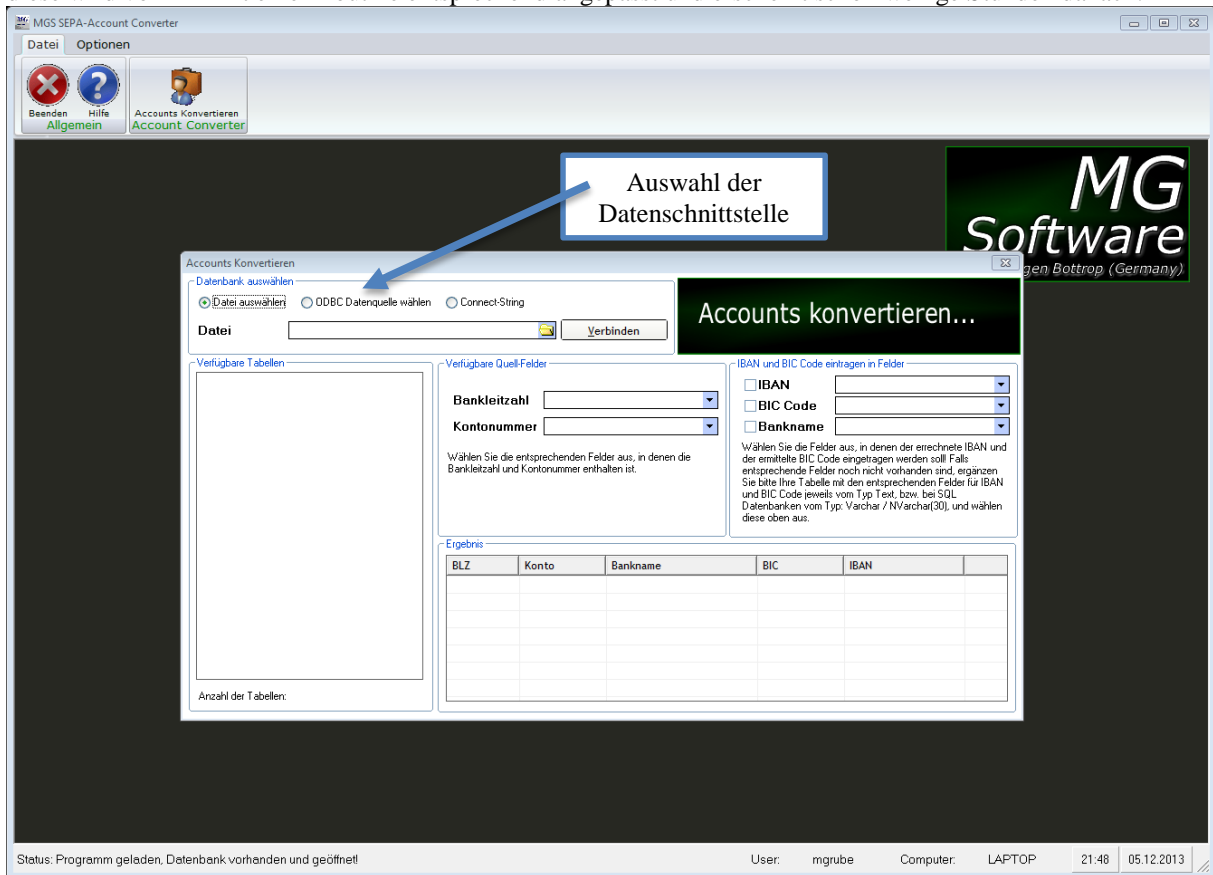 MGS SEPA-Account Converter
Datei Optionen
Beenden Hilfe Accounts Konvertieren
Allgemein Account Converter
Auswahl der
Datenschnittstelle
MG
Software
gen Bottrop (Germany)
Accounts Konvertieren
Datenbank auswählen
Datei auswählen ODBC Datenquelle wählen Connect-String
Datei Verbinden
Accounts konvertieren...
Verfügbare Tabellen
Verfügbare Quell-Felder
IBAN und BIC Code eintragen in Felder
Bankleitzahl
Kontonummer
Wählen Sie die entsprechenden Felder aus, in denen die
Bankleitzahl und Kontonummer enthalten ist.
IBAN
BIC Code
Bankname
Wählen Sie die Felder aus, in denen der errechnete IBAN und
der ermittelte BIC Code eingetragen werden soll! Falls
entsprechende Felder noch nicht vorhanden sind, ergänzen
Sie bitte Ihre Tabelle mit den entsprechenden Felder für IBAN
und BIC Code jeweils vom Typ Text, bzw. bei SQL
Datenbanken vom Typ: Varchar / NVarchar(30), und wählen
diese oben aus.
Ergebnis
BLZ Konto Bankname BIC IBAN
Anzahl der Tabellen:
Status: Programm geladen, Datenbank vorhanden und geöffnet! User: mgrube Computer: LAPTOP 21:48 05.12.2013